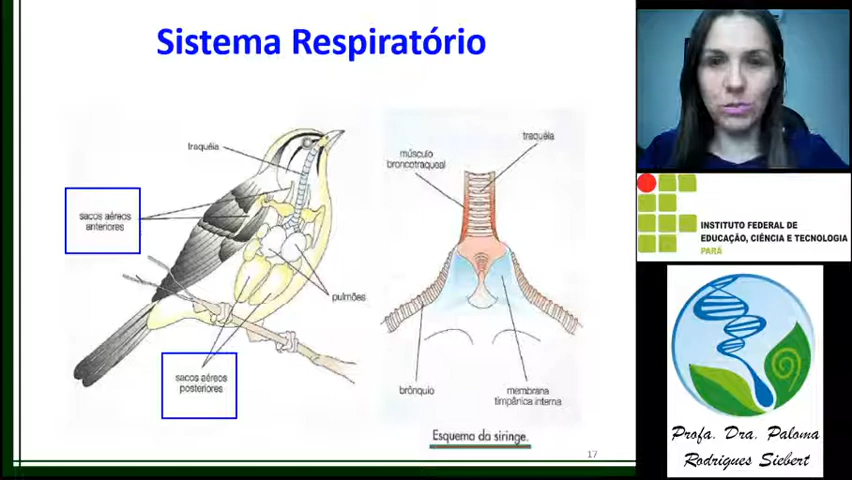 Sistema Respiratório
traquéia
sacos aéreos
anteriores
pulmões
sacos aéreos
posteriores
músculo
broncotraqueal
traquéia
brônquio
membrana
timpânica interna
Esquema da siringe.
17
INSTITUTO FEDERAL DE
EDUCAÇÃO, CIÊNCIA E TECNOLOGIA
PARÁ
Profa. Dra. Paloma
Rodrigues Siebert